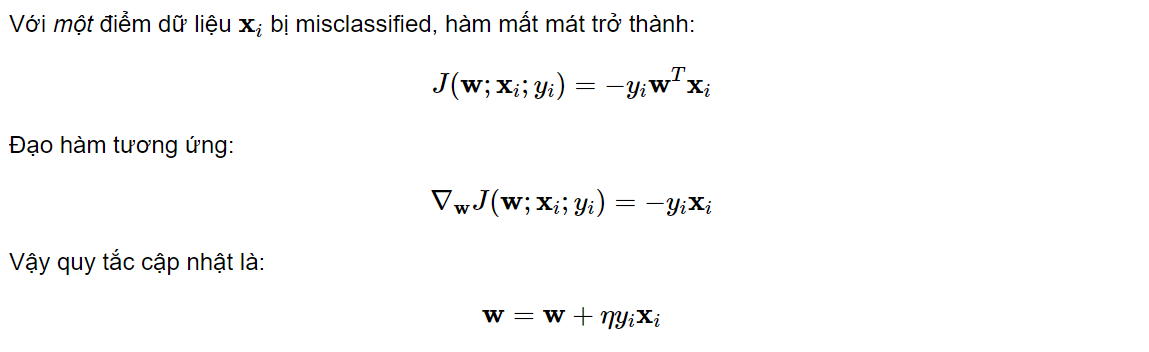 Với một điểm dữ liệu 𝐱ᵢ bị misclassified, hàm mất mát trở thành:
J(𝐰; 𝐱ᵢ; yᵢ) = −yᵢ𝐰ᵀ𝐱ᵢ
Đạo hàm tương ứng:
∇𝐰J(𝐰; 𝐱ᵢ; yᵢ) = −yᵢ𝐱ᵢ
Vậy quy tắc cập nhật là:
𝐰 = 𝐰 + ηyᵢ𝐱ᵢ